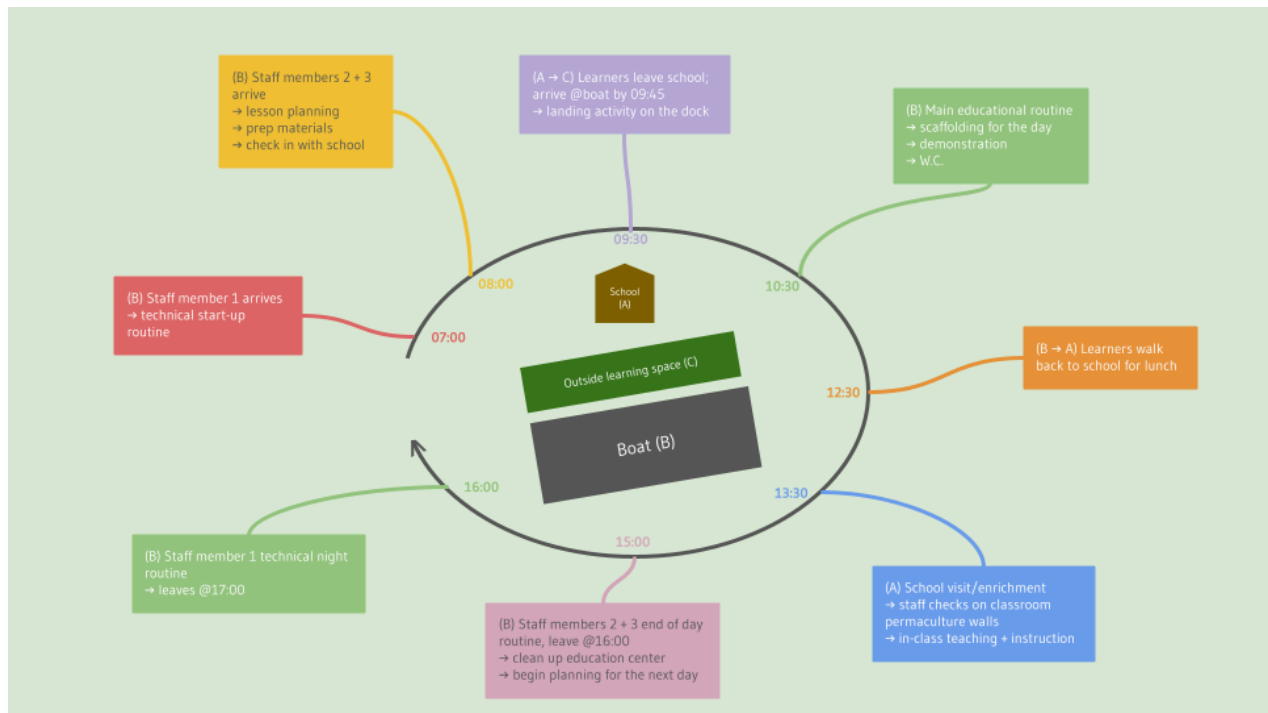 (B) Staff members 2 + 3
arrive
→ lesson planning
→ prep materials
→ check in with school
(A → C) Learners leave school;
arrive @boat by 09:45
→ landing activity on the dock
(B) Main educational routine
→ scaffolding for the day
→ demonstration
→ W.C.
09:30
08:00
10:30
School
(A)
(B) Staff member 1 arrives
→ technical start-up
routine
07:00
Outside learning space (C)
(B → A) Learners walk
back to school for lunch
12:30
Boat (B)
16:00
13:30
15:00
(B) Staff member 1 technical night
routine
→ leaves @17:00
(B) Staff members 2 + 3 end of day
routine, leave @16:00
→ clean up education center
→ begin planning for the next day
(A) School visit/enrichment
→ staff checks on classroom
permaculture walls
→ in-class teaching + instruction